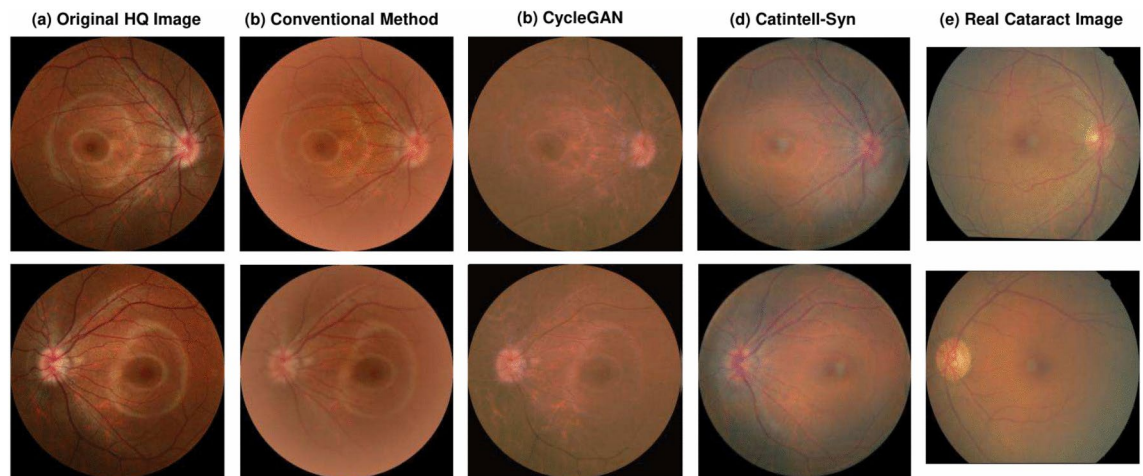 (a) Original HQ Image
(b) Conventional Method
(b) CycleGAN
(d) Catintell-Syn
(e) Real Cataract Image